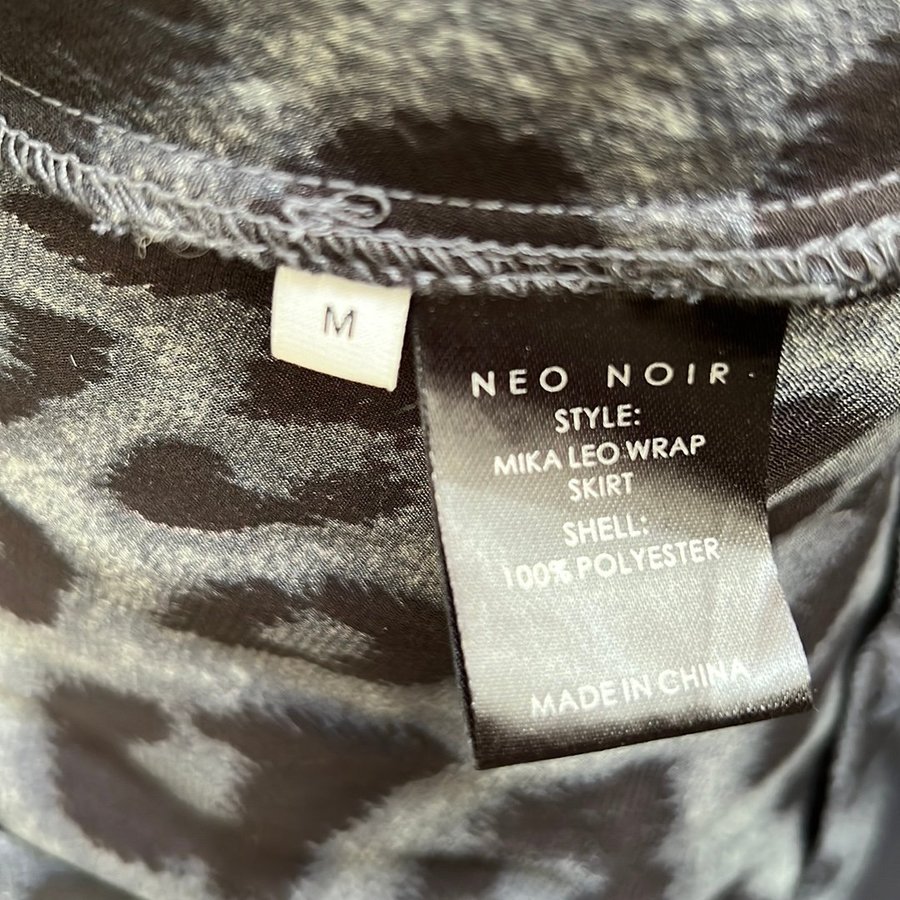 M
NEO NOIR
STYLE:
MIKA LEO WRAP
SKIRT
SHELL:
100% POLYESTER
MADE IN CHINA